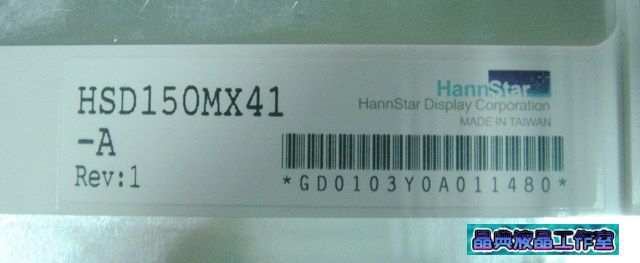 HSD150MX41
-A
Rev:1
HannStar
HannStar Display Corporation
MADE IN TAIWAN
*GD0103Y0A011480*
晶典液晶工作室